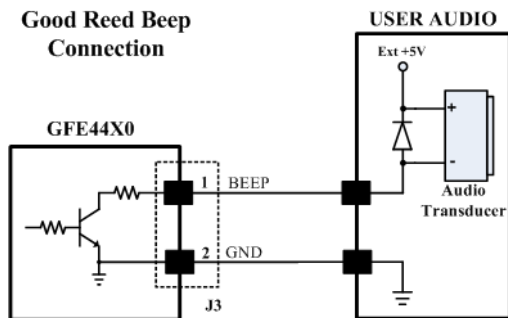 Good Reed Beep
Connection
USER AUDIO
Ext +5V
GFE44X0
+
-
Audio
Transducer
1 BEEP
2 GND
J3